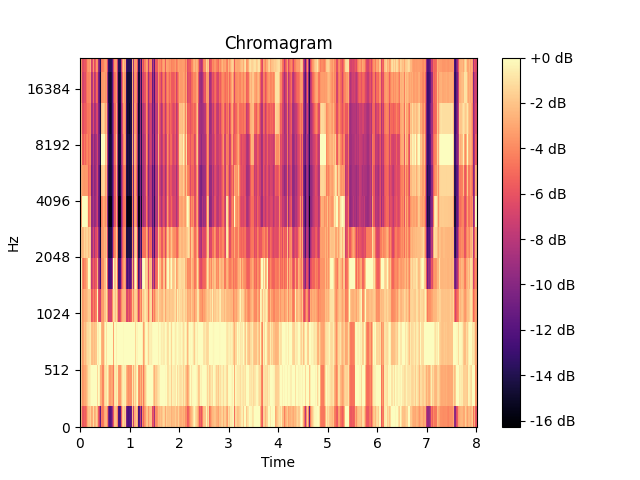 Chromagram
Hz
16384
8192
4096
2048
1024
512
0
0 1 2 3 4 5 6 7 8
Time
+0 dB
-2 dB
-4 dB
-6 dB
-8 dB
-10 dB
-12 dB
-14 dB
-16 dB